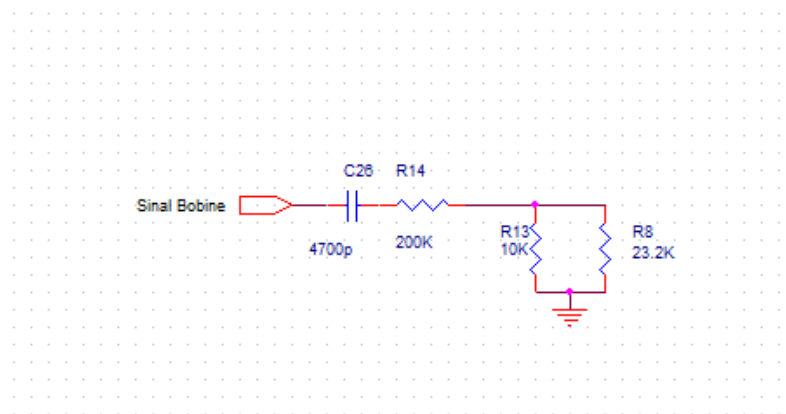 C26 R14
Sinal Bobine
4700p
200K
R13
10K
R8
23.2K